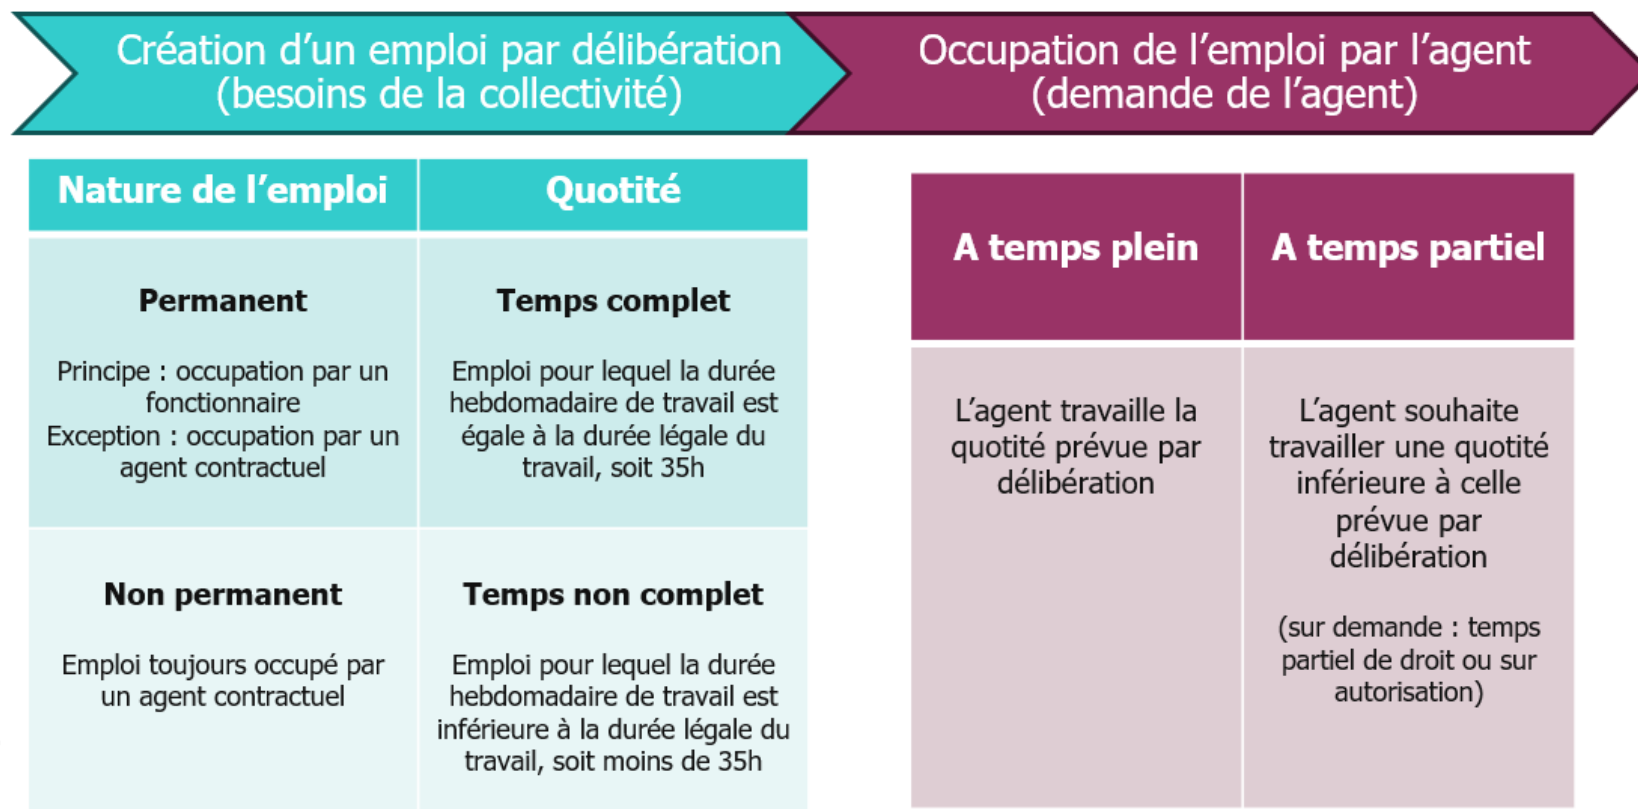 Création d’un emploi par délibération
(besoins de la collectivité)
Occupation de l’emploi par l’agent
(demande de l’agent)
Nature de l’emploi
Quotité
Permanent
Principe : occupation par un
fonctionnaire
Exception : occupation par un
agent contractuel
Temps complet
Emploi pour lequel la durée
hebdomadaire de travail est
égale à la durée légale du
travail, soit 35h
Non permanent
Emploi toujours occupé par
un agent contractuel
Temps non complet
Emploi pour lequel la durée
hebdomadaire de travail est
inférieure à la durée légale du
travail, soit moins de 35h
A temps plein
A temps partiel
L’agent travaille la
quotité prévue par
délibération
L’agent souhaite
travailler une quotité
inférieure à celle
prévue par
délibération
(sur demande : temps
partiel de droit ou sur
autorisation)